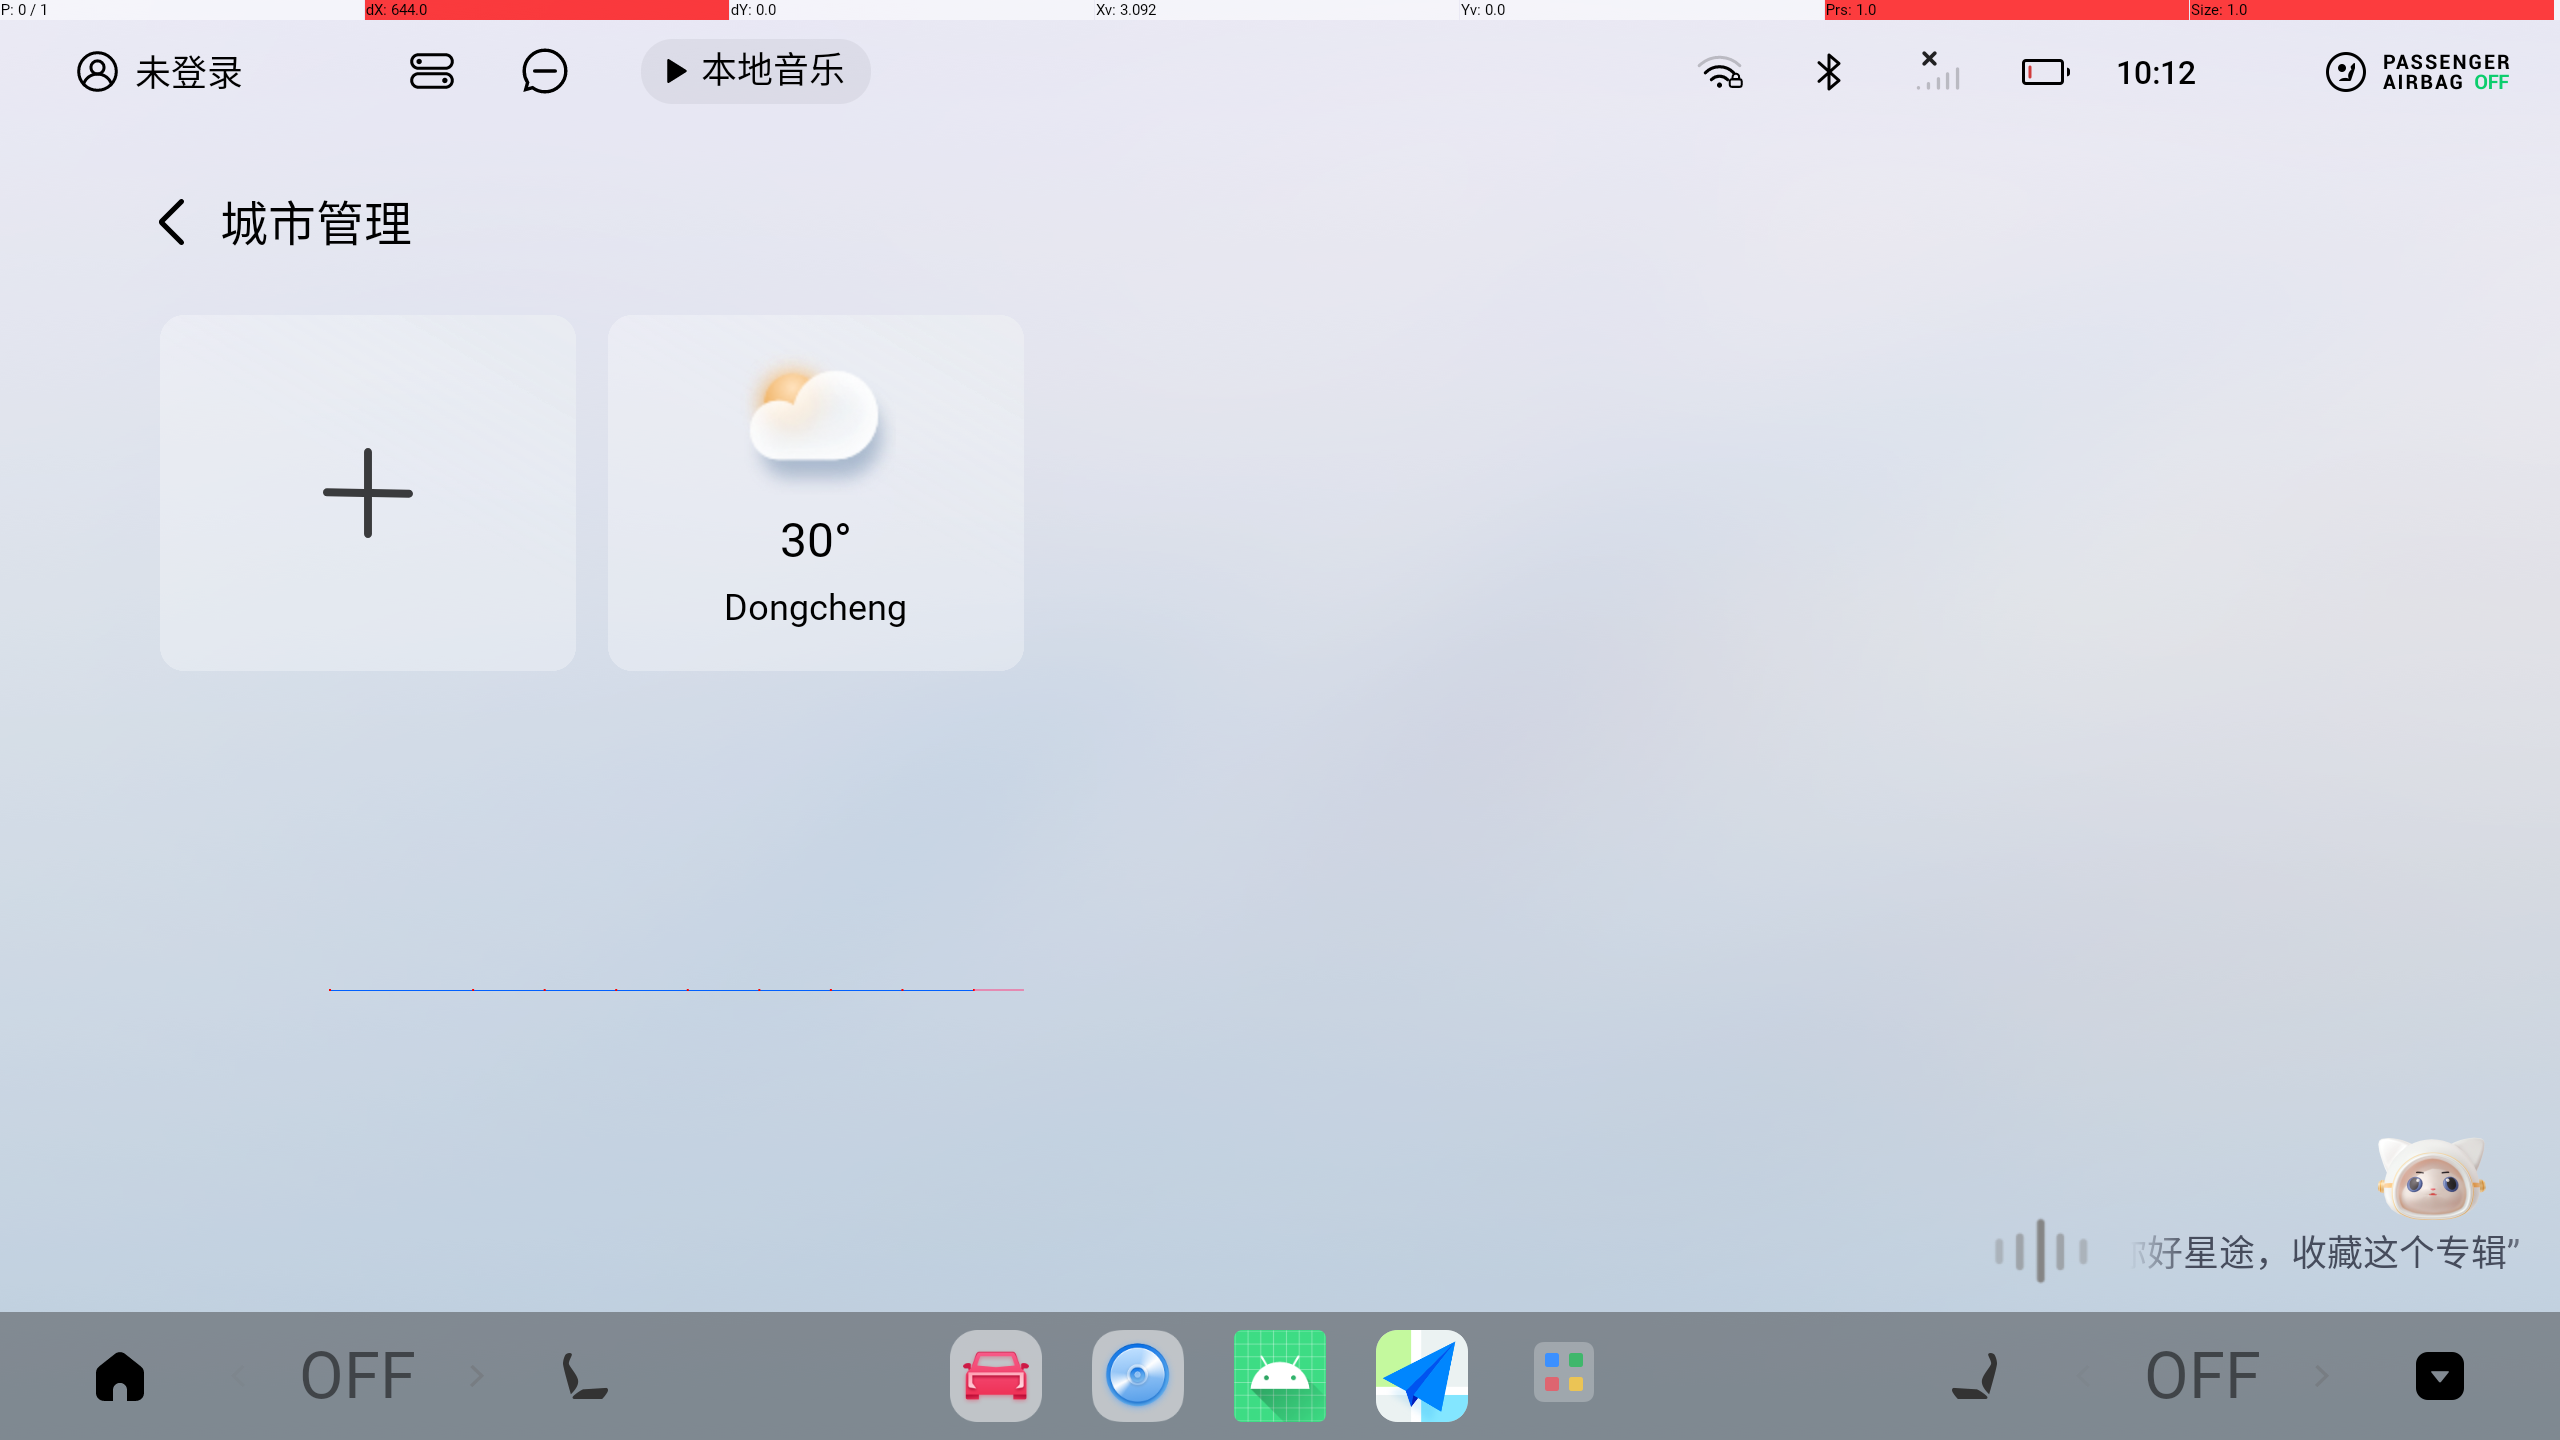 P: 0 / 1
dX: 644.0
dY: 0.0
Xv: 3.092
Yv: 0.0
Prs: 1.0
Size: 1.0
未登录
本地音乐
10:12
PASSENGER
AIRBAG OFF
城市管理
30°
Dongcheng
好星途，收藏这个专辑”
OFF
OFF